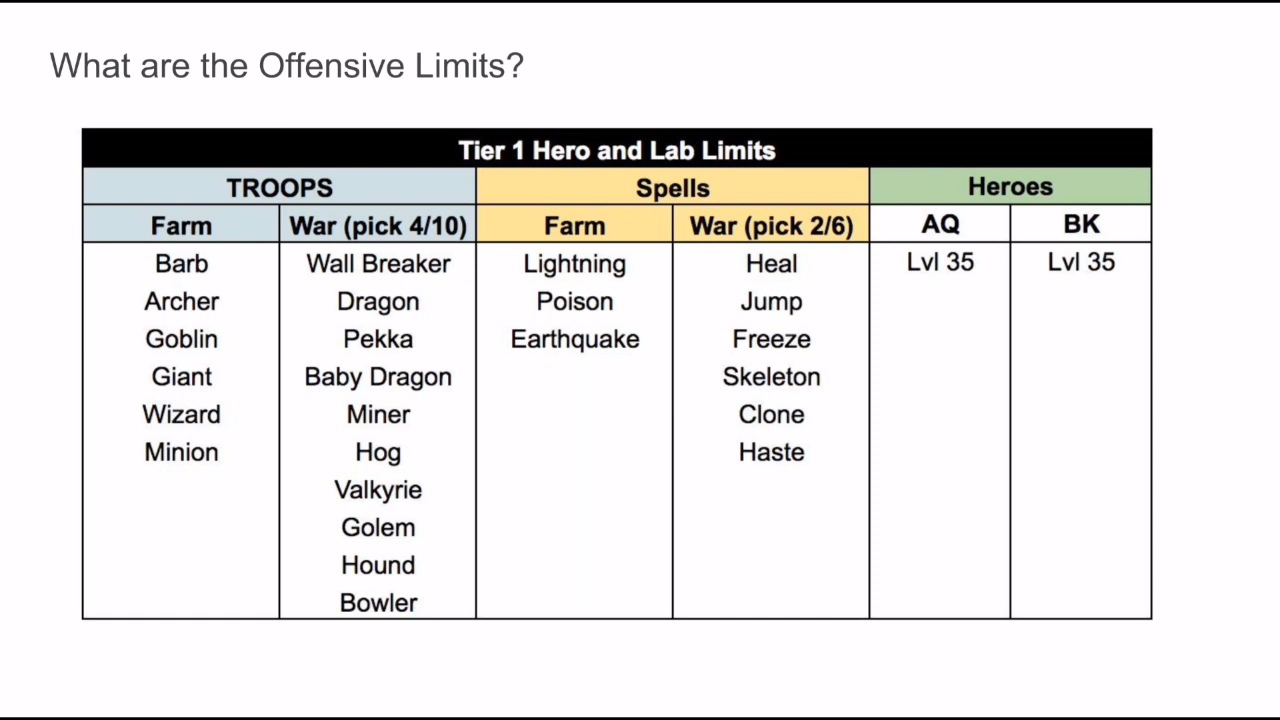 What are the Offensive Limits?
Tier 1 Hero and Lab Limits
TROOPS Spells Heroes
Farm War (pick 4/10) Farm War (pick 2/6) AQ BK
Barb Wall Breaker Lightning Heal Lvl 35 Lvl 35
Archer Dragon Poison Jump
Goblin Pekka Earthquake Freeze
Giant Baby Dragon Skeleton
Wizard Miner Clone
Minion Hog Haste
Valkyrie
Golem
Hound
Bowler